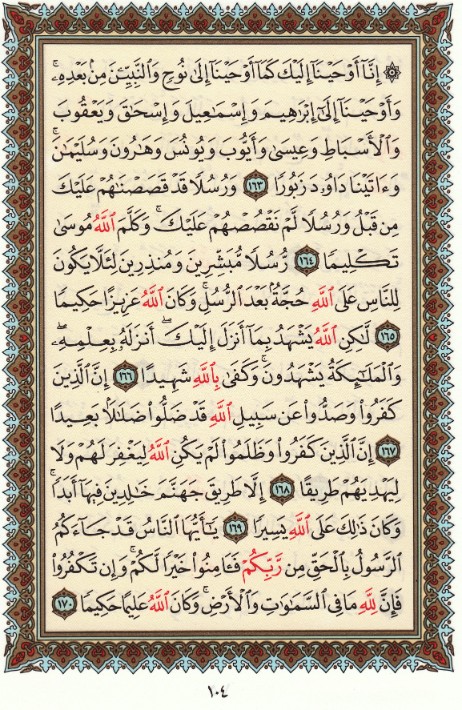 ۞ إِنَّآ أَوْحَيْنَآ إِلَيْكَ كَمَآ أَوْحَيْنَآ إِلَىٰ نُوحٍ وَٱلنَّبِيِّـۧنَ مِنۢ بَعْدِهِۦۚ
وَأَوْحَيْنَآ إِلَىٰٓ إِبْرَٰهِيمَ وَإِسْمَٰعِيلَ وَإِسْحَٰقَ وَيَعْقُوبَ
وَٱلْأَسْبَاطِ وَعِيسَىٰ وَأَيُّوبَ وَيُونُسَ وَهَٰرُونَ وَسُلَيْمَٰنَۚ
وَءَاتَيْنَا دَاوُۥدَ زَبُورًا ١٦٣ وَرُسُلًا قَدْ قَصَصْنَٰهُمْ عَلَيْكَ
مِن قَبْلُ وَرُسُلًا لَّمْ نَقْصُصْهُمْ عَلَيْكَۚ وَكَلَّمَ ٱللَّهُ مُوسَىٰ
تَكْلِيمًا ١٦٤ رُّسُلًا مُّبَشِّرِينَ وَمُنذِرِينَ لِئَلَّا يَكُونَ
لِلنَّاسِ عَلَى ٱللَّهِ حُجَّةٌۢ بَعْدَ ٱلرُّسُلِۚ وَكَانَ ٱللَّهُ عَزِيزًا حَكِيمًا
١٦٥ لَّٰكِنِ ٱللَّهُ يَشْهَدُ بِمَآ أَنزَلَ إِلَيْكَۖ أَنزَلَهُۥ بِعِلْمِهِۦۖ
وَٱلْمَلَٰٓئِكَةُ يَشْهَدُونَۚ وَكَفَىٰ بِٱللَّهِ شَهِيدًا ١٦٦ إِنَّ ٱلَّذِينَ
كَفَرُوا۟ وَصَدُّوا۟ عَن سَبِيلِ ٱللَّهِ قَدْ ضَلُّوا۟ ضَلَٰلًۢا بَعِيدًا
١٦٧ إِنَّ ٱلَّذِينَ كَفَرُوا۟ وَظَلَمُوا۟ لَمْ يَكُنِ ٱللَّهُ لِيَغْفِرَ لَهُمْ وَلَا
لِيَهْدِيَهُمْ طَرِيقًا ١٦٨ إِلَّا طَرِيقَ جَهَنَّمَ خَٰلِدِينَ فِيهَآ أَبَدًاۚ
وَكَانَ ذَٰلِكَ عَلَى ٱللَّهِ يَسِيرًا ١٦٩ يَٰٓأَيُّهَا ٱلنَّاسُ قَدْ جَآءَكُمُ
ٱلرَّسُولُ بِٱلْحَقِّ مِن رَّبِّكُمْ فَـَٔامِنُوا۟ خَيْرًا لَّكُمْۚ وَإِن تَكْفُرُوا۟
فَإِنَّ لِلَّهِ مَا فِى ٱلسَّمَٰوَٰتِ وَٱلْأَرْضِۚ وَكَانَ ٱللَّهُ عَلِيمًا حَكِيمًا ١٧٠
١٠٤